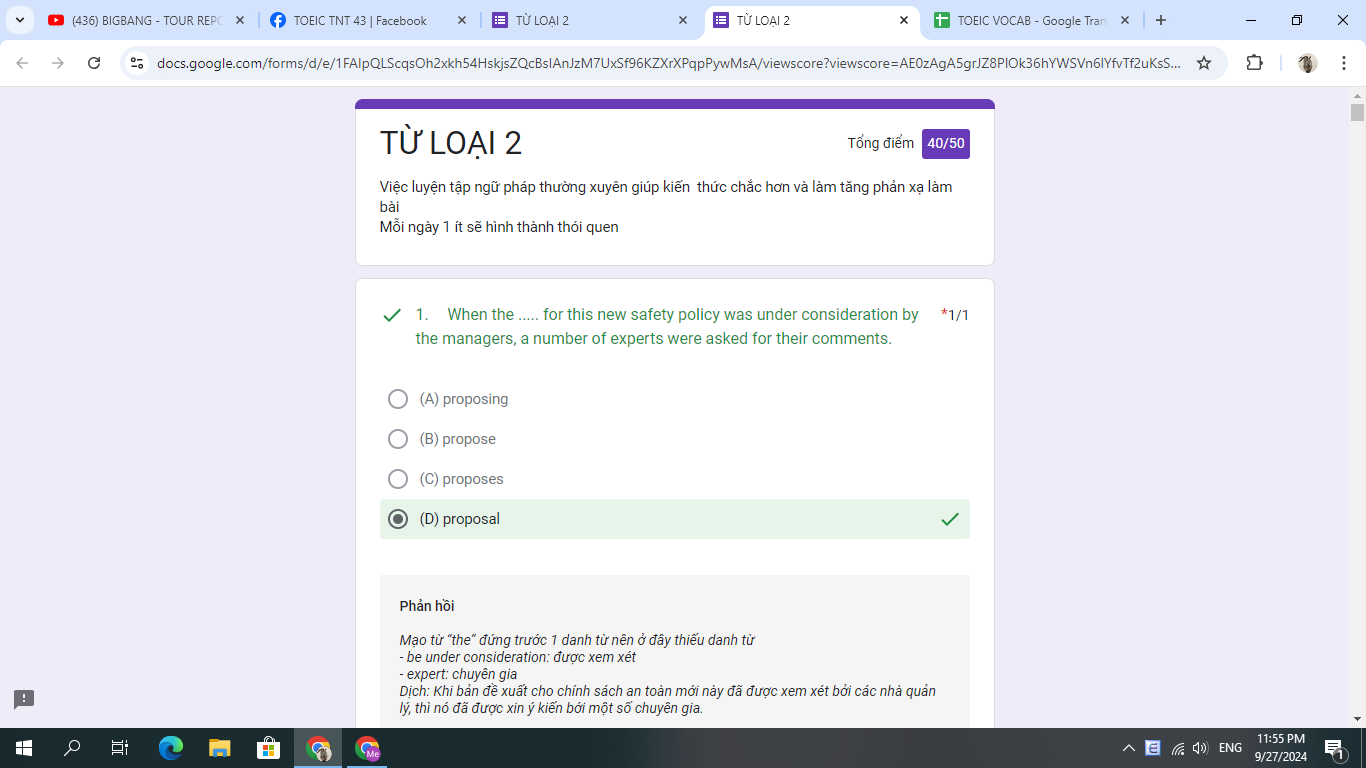 (436) BIGBANG - TOUR REPO
TOEIC TNT 43 | Facebook
TỪ LOẠI 2
TỪ LOẠI 2
TOEIC VOCAB - Google Tran
docs.google.com/forms/d/e/1FAIpQLScqsOh2xkh54HskjsZQcBsIAnJzM7UxSf96KZXrXPqpPywMsA/viewscore?viewscore=AE0zAgA5grJZ8PIOk36hYWSVn6lYfvTf2uKsS...
TỪ LOẠI 2
Tổng điểm 40/50
Việc luyện tập ngữ pháp thường xuyên giúp kiến thức chắc hơn và làm tăng phản xạ làm
bài
Mỗi ngày 1 ít sẽ hình thành thói quen
1. When the ..... for this new safety policy was under consideration by *1/1
the managers, a number of experts were asked for their comments.
(A) proposing
(B) propose
(C) proposes
(D) proposal
Phản hồi
Mạo từ “the” đứng trước 1 danh từ nên ở đây thiếu danh từ
- be under consideration: được xem xét
- expert: chuyên gia
Dịch: Khi bản đề xuất cho chính sách an toàn mới này đã được xem xét bởi các nhà quản
lý, thì nó đã được xin ý kiến bới một số chuyên gia.
Me
ENG
11:55 PM
9/27/2024
1